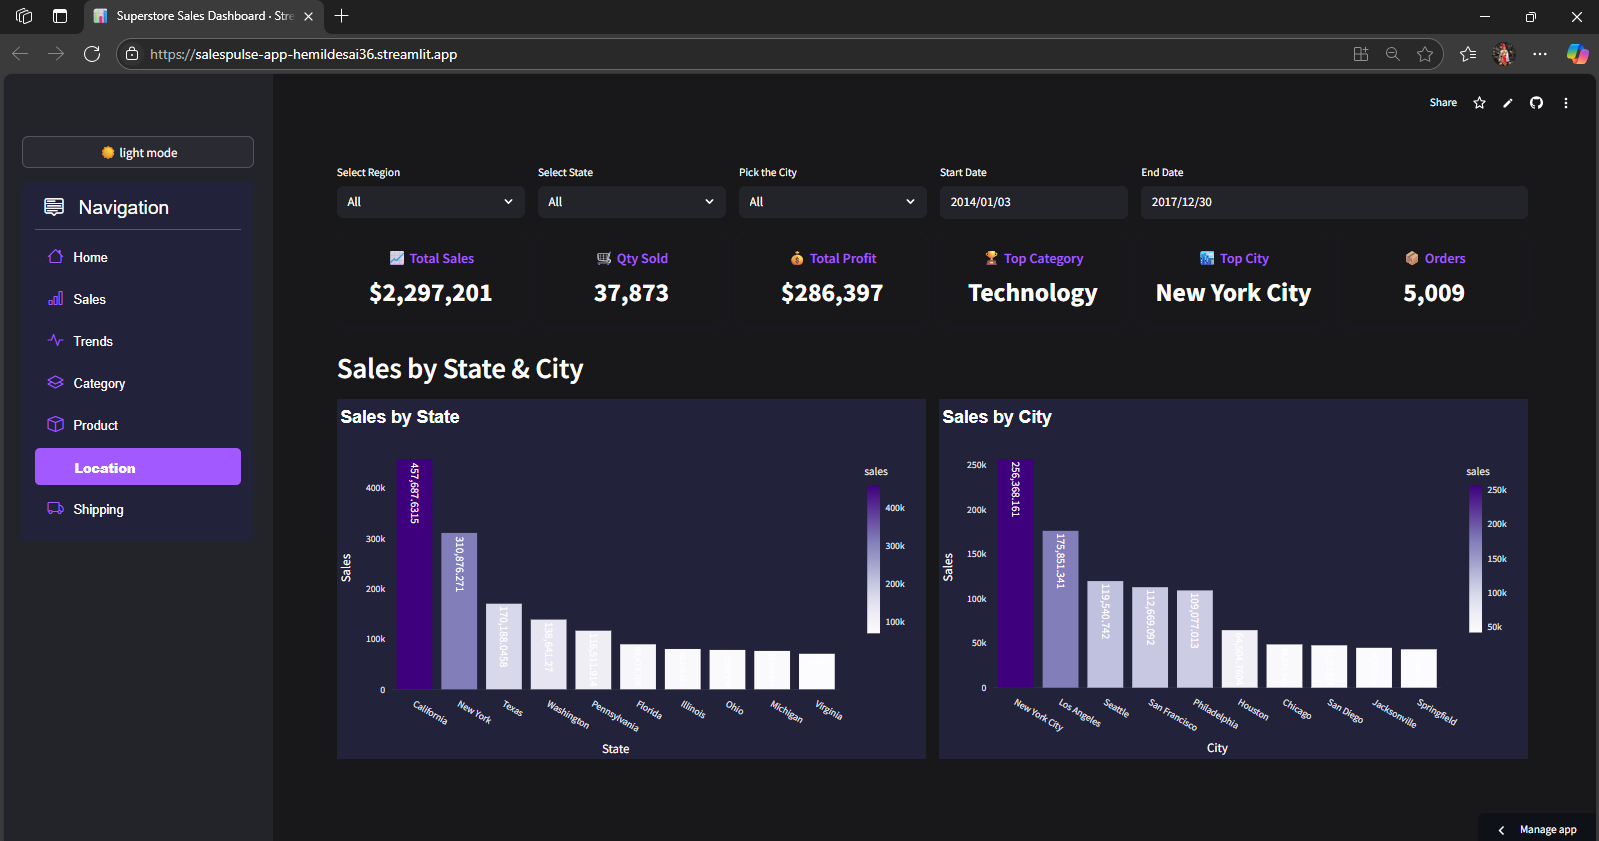 Superstore Sales Dashboard · Stre
https://salespulse-app-hemildesai36.streamlit.app
Share
light mode
Navigation
Home
Sales
Trends
Category
Product
Location
Shipping
Select Region
Select State
Pick the City
Start Date
End Date
All
All
All
2014/01/03
2017/12/30
Total Sales
Qty Sold
Total Profit
Top Category
Top City
Orders
$2,297,201
37,873
$286,397
Technology
New York City
5,009
Sales by State & City
Sales by State
sales
400k
300k
200k
100k
Sales
400k
300k
200k
100k
0
457,687.6315
310,876.271
170,188.0458
138,641.27
California
New York
Texas
Washington
Pennsylvania
Florida
Illinois
Ohio
Michigan
Virginia
State
Sales by City
sales
250k
200k
150k
100k
50k
Sales
250k
200k
150k
100k
50k
0
256,368.161
175,851.341
119,540.742
112,669.092
109,077.013
New York City
Los Angeles
Seattle
San Francisco
Philadelphia
Houston
Chicago
San Diego
Jacksonville
Springfield
City
Manage app